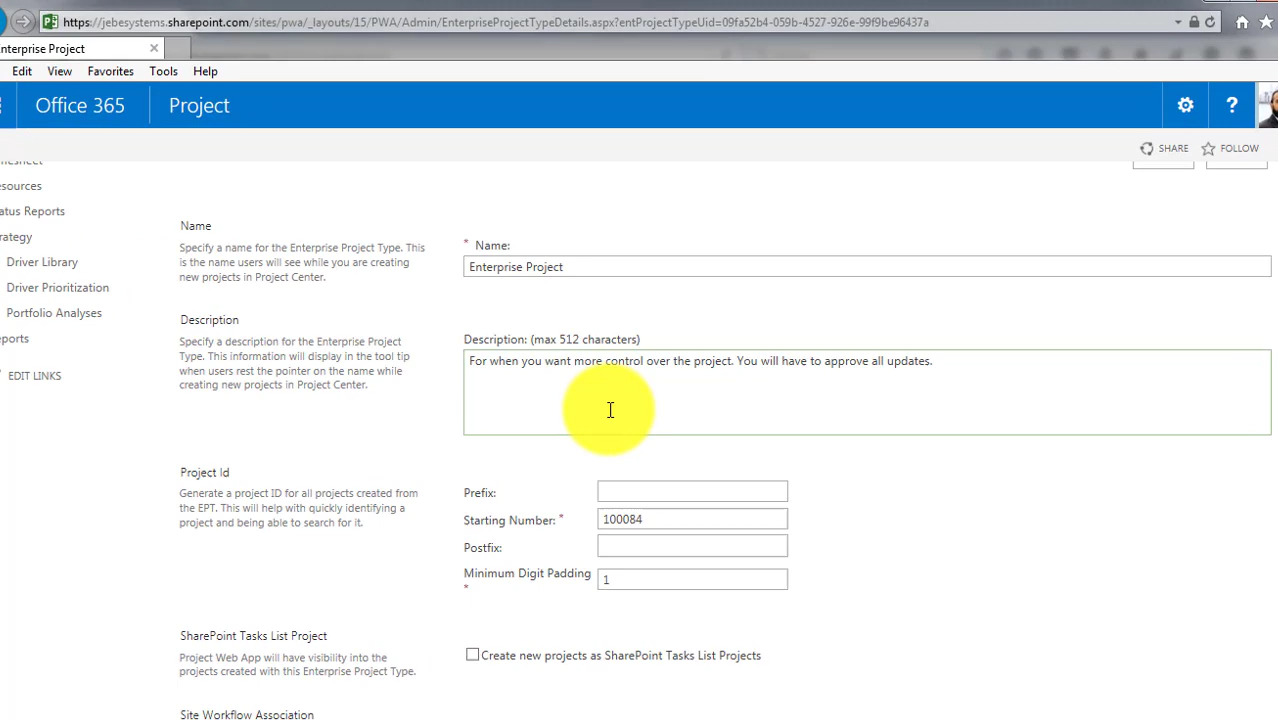 https://jebesystems.sharepoint.com/sites/pwa/_layouts/15/PWA/Admin/EnterpriseProjectTypeDetails.aspx?entProjectTypeUid=09fa52b4-059b-4527-926e-99f9be96437a
nterprise Project
Edit View Favorites Tools Help
Office 365 Project ?
SHARE FOLLOW
mesheet
esources
atus Reports
rategy
Driver Library
Driver Prioritization
Portfolio Analyses
eports
EDIT LINKS
Name
Specify a name for the Enterprise Project Type. This
is the name users will see while you are creating
new projects in Project Center.
* Name:
Enterprise Project
Description
Specify a description for the Enterprise Project
Type. This information will display in the tool tip
when users rest the pointer on the name while
creating new projects in Project Center.
Description: (max 512 characters)
For when you want more control over the project. You will have to approve all updates.
Project Id
Generate a project ID for all projects created from
the EPT. This will help with quickly identifying a
project and being able to search for it.
Prefix:
Starting Number: * 100084
Postfix:
Minimum Digit Padding 1
*
SharePoint Tasks List Project
Project Web App will have visibility into the
projects created with this Enterprise Project Type.
Create new projects as SharePoint Tasks List Projects
Site Workflow Association